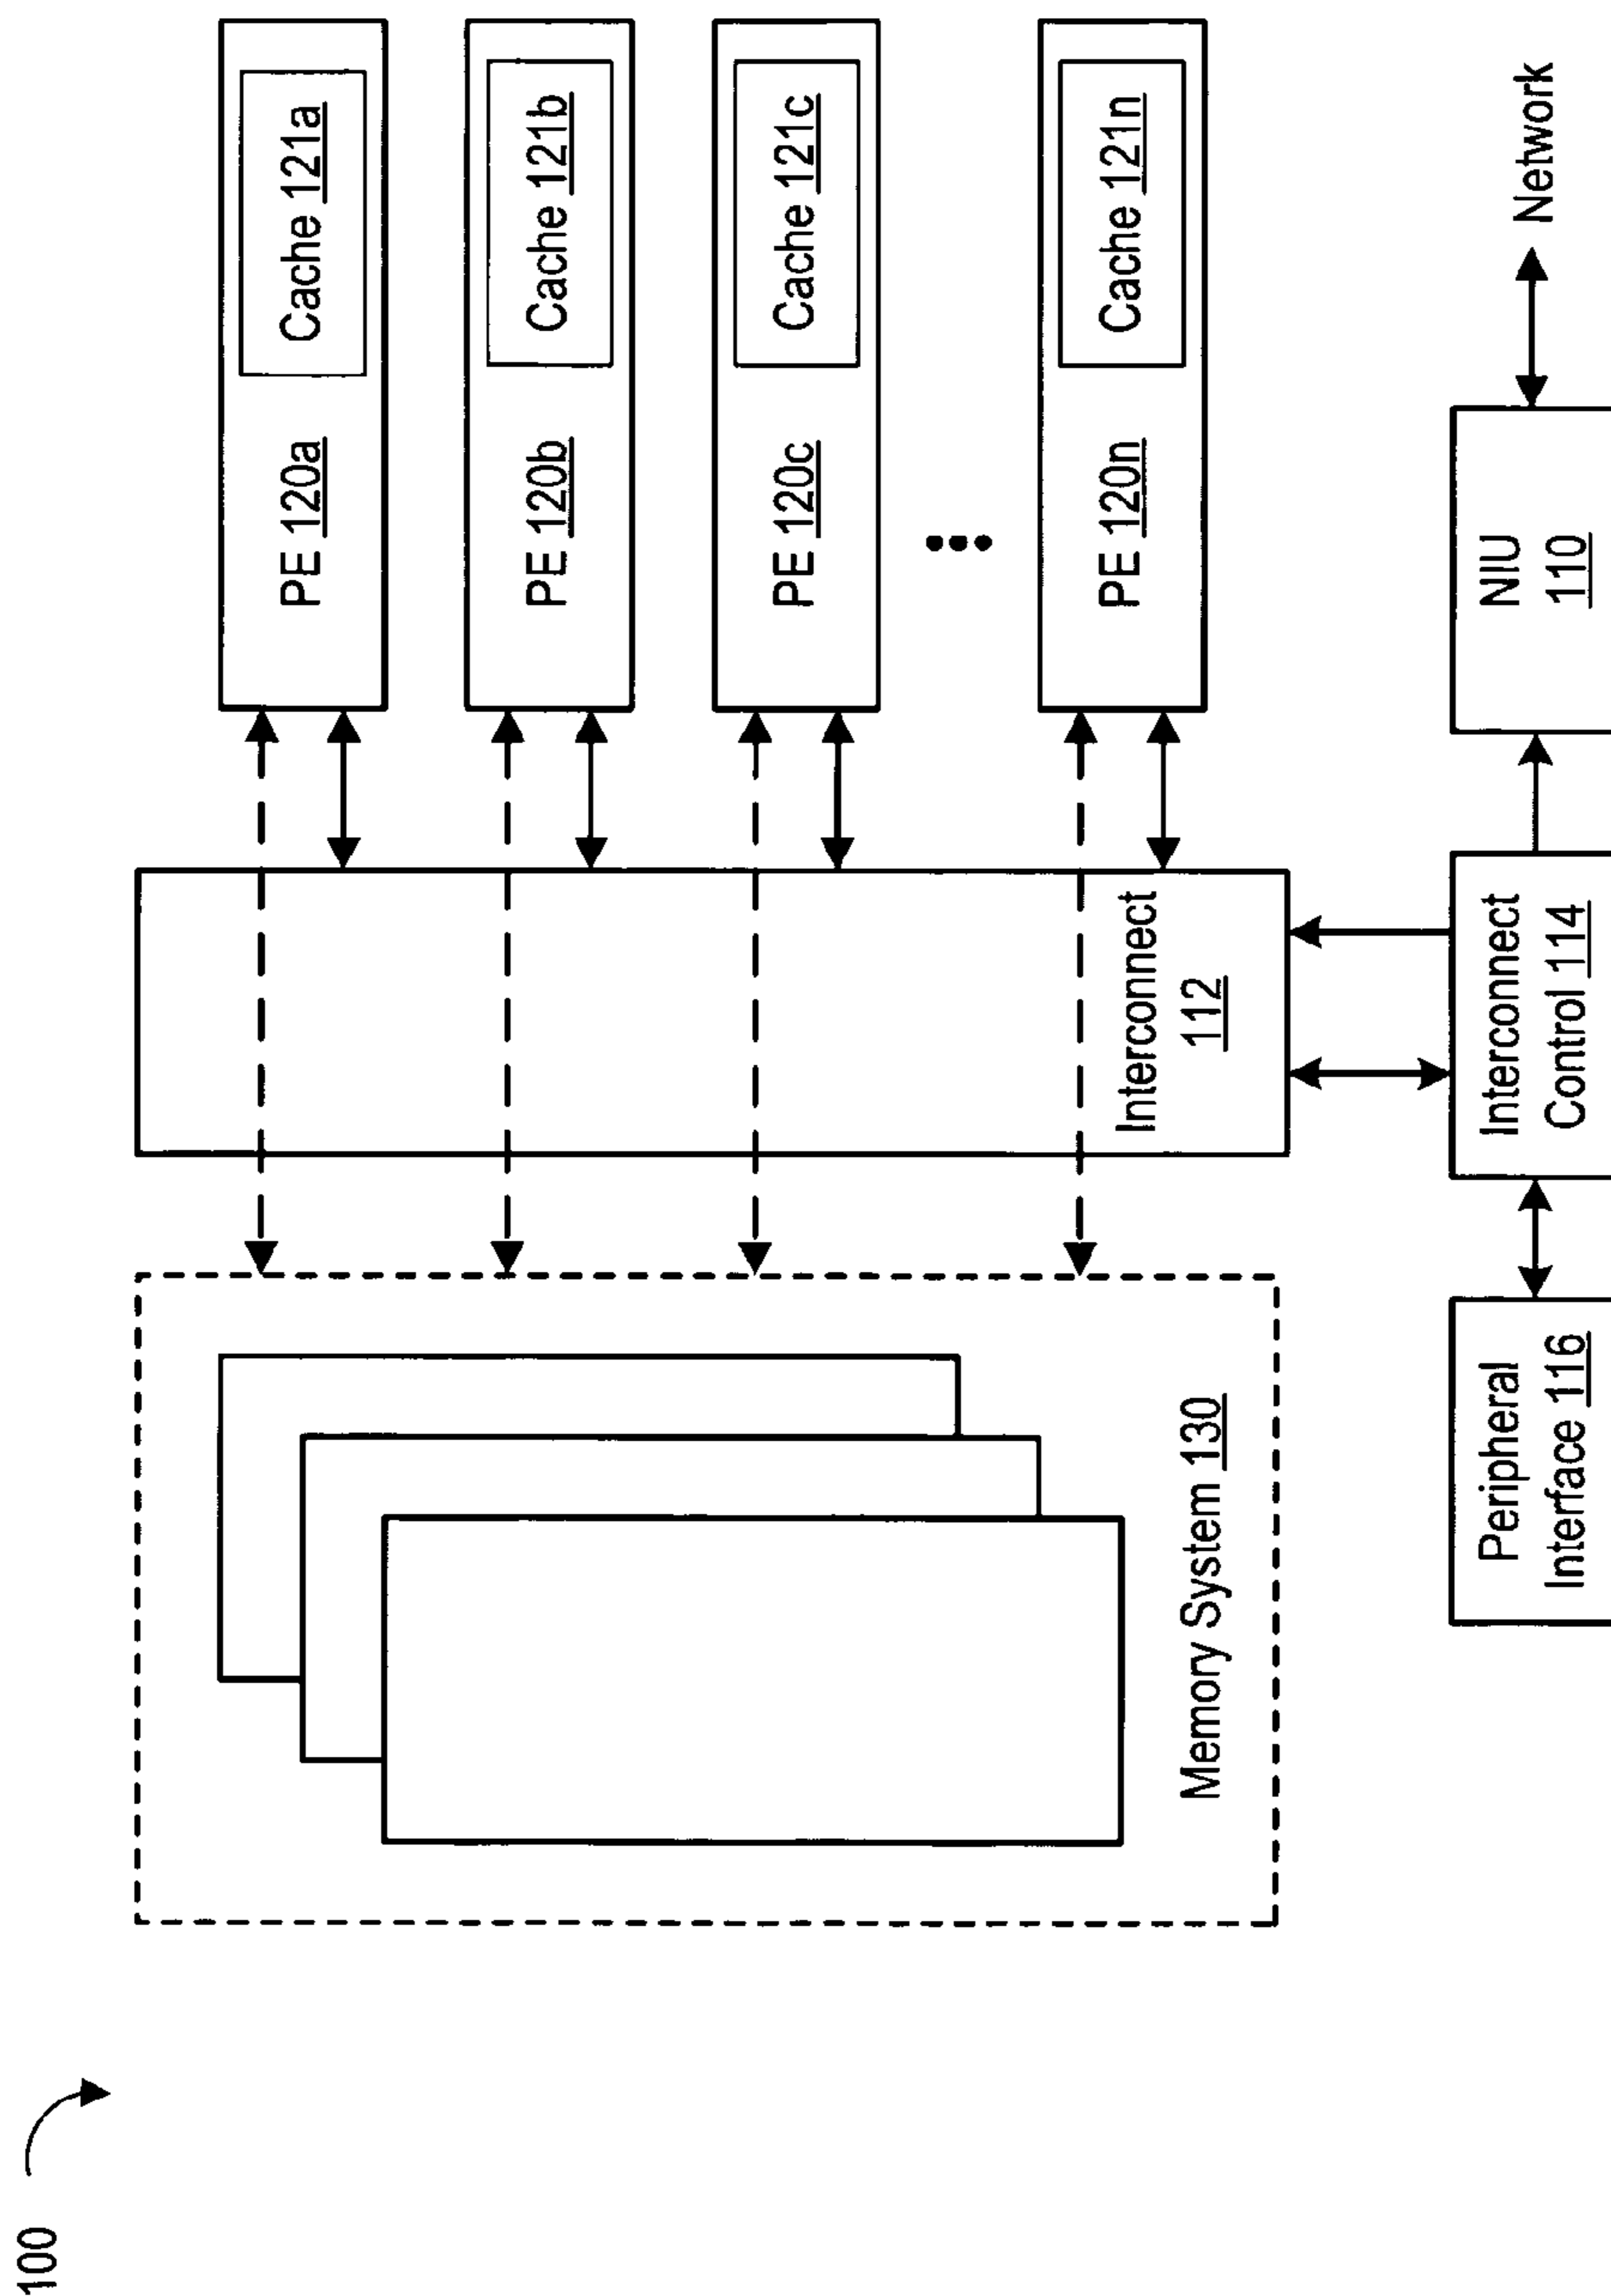 100
Memory System 130
Interconnect
112
PE 120a
Cache 121a
PE 120b
Cache 121b
PE 120c
Cache 121c
PE 120n
Cache 121n
Peripheral
Interface 116
Interconnect
Control 114
NIU
110
Network